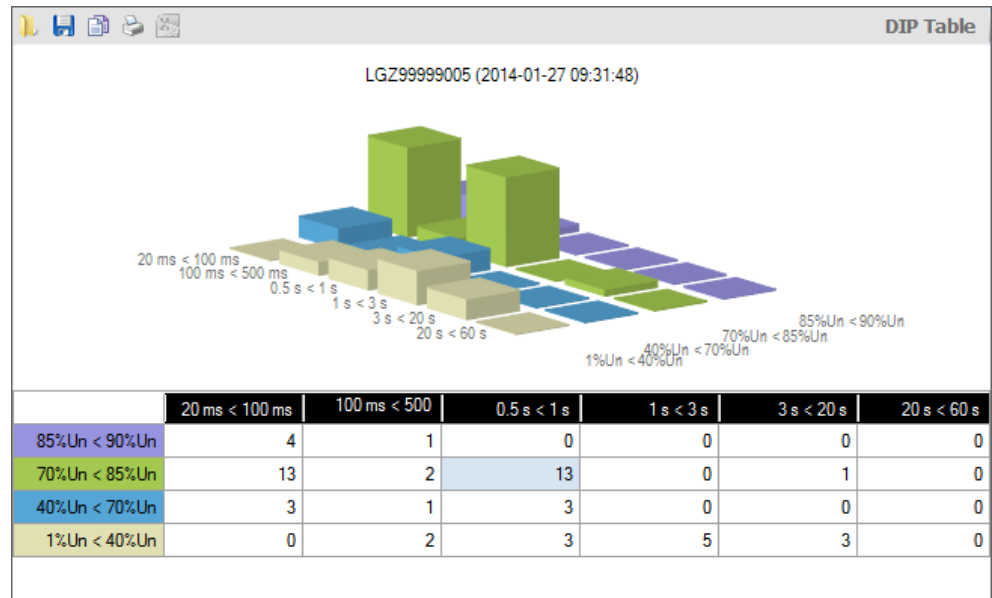 DIP Table
LGZ99999005 (2014-01-27 09:31:48)
20 ms < 100 ms
100 ms < 500 ms
0.5 s < 1 s
1 s < 3 s
3 s < 20 s
20 s < 60 s
85%Un < 90%Un
70%Un < 85%Un
40%Un < 70%Un
1%Un < 40%Un
20 ms < 100 ms 100 ms < 500 0.5 s < 1 s 1 s < 3 s 3 s < 20 s 20 s < 60 s
85%Un < 90%Un 4 1 0 0 0 0
70%Un < 85%Un 13 2 13 0 1 0
40%Un < 70%Un 3 1 3 0 0 0
1%Un < 40%Un 0 2 3 5 3 0